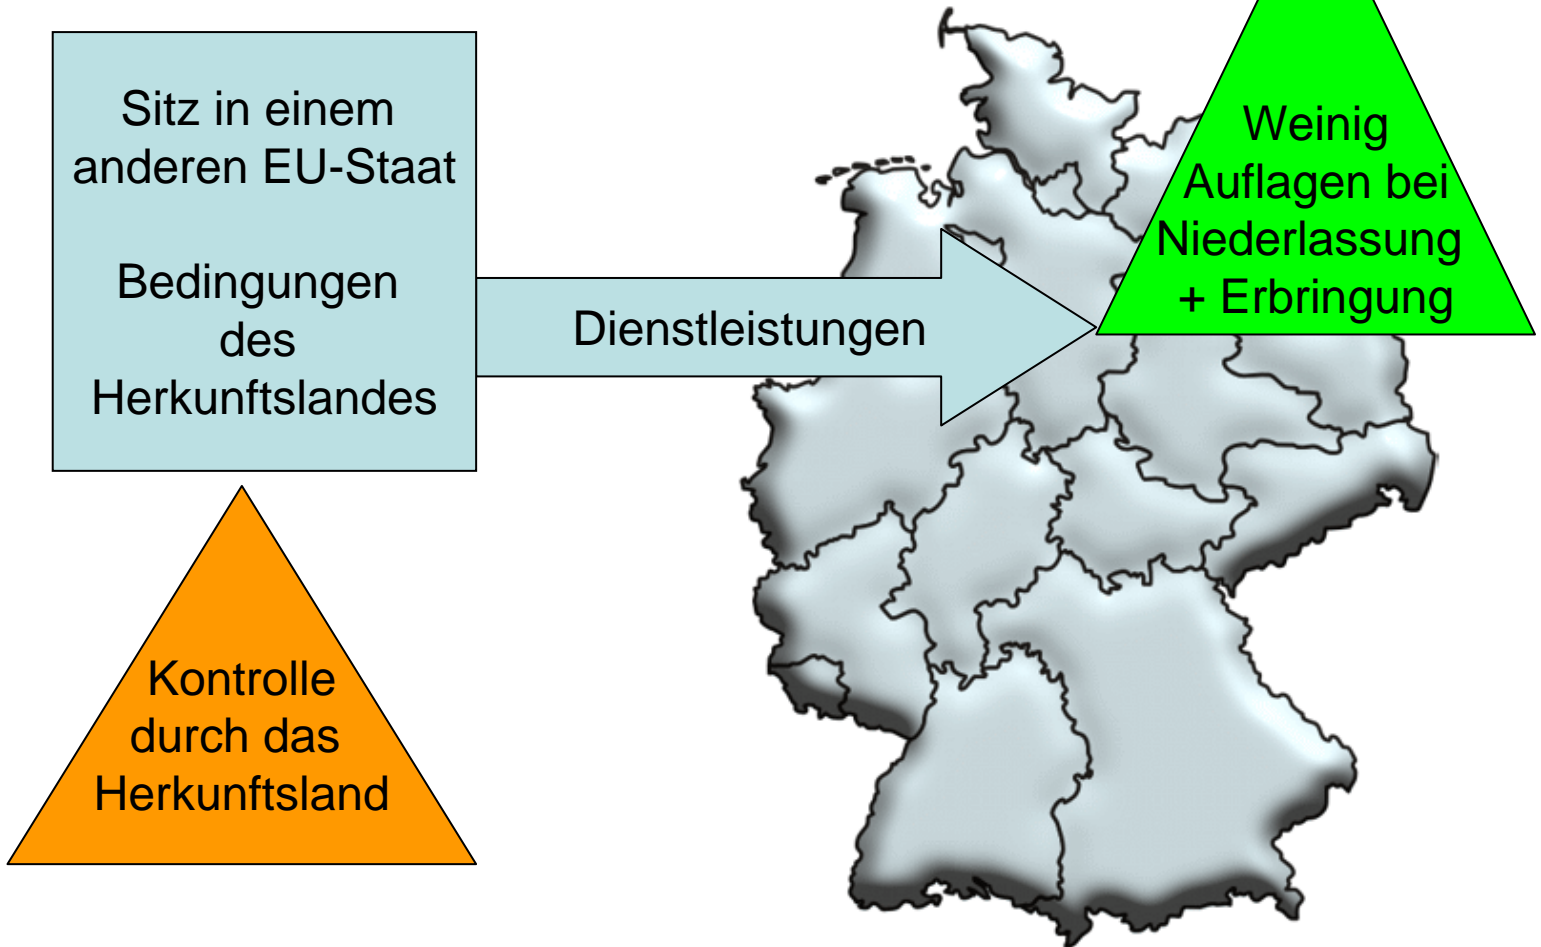 Sitz in einem
anderen EU-Staat
Bedingungen
des
Herkunftslandes
Dienstleistungen
Weinig
Auflagen bei
Niederlassung
+ Erbringung
Kontrolle
durch das
Herkunftsland